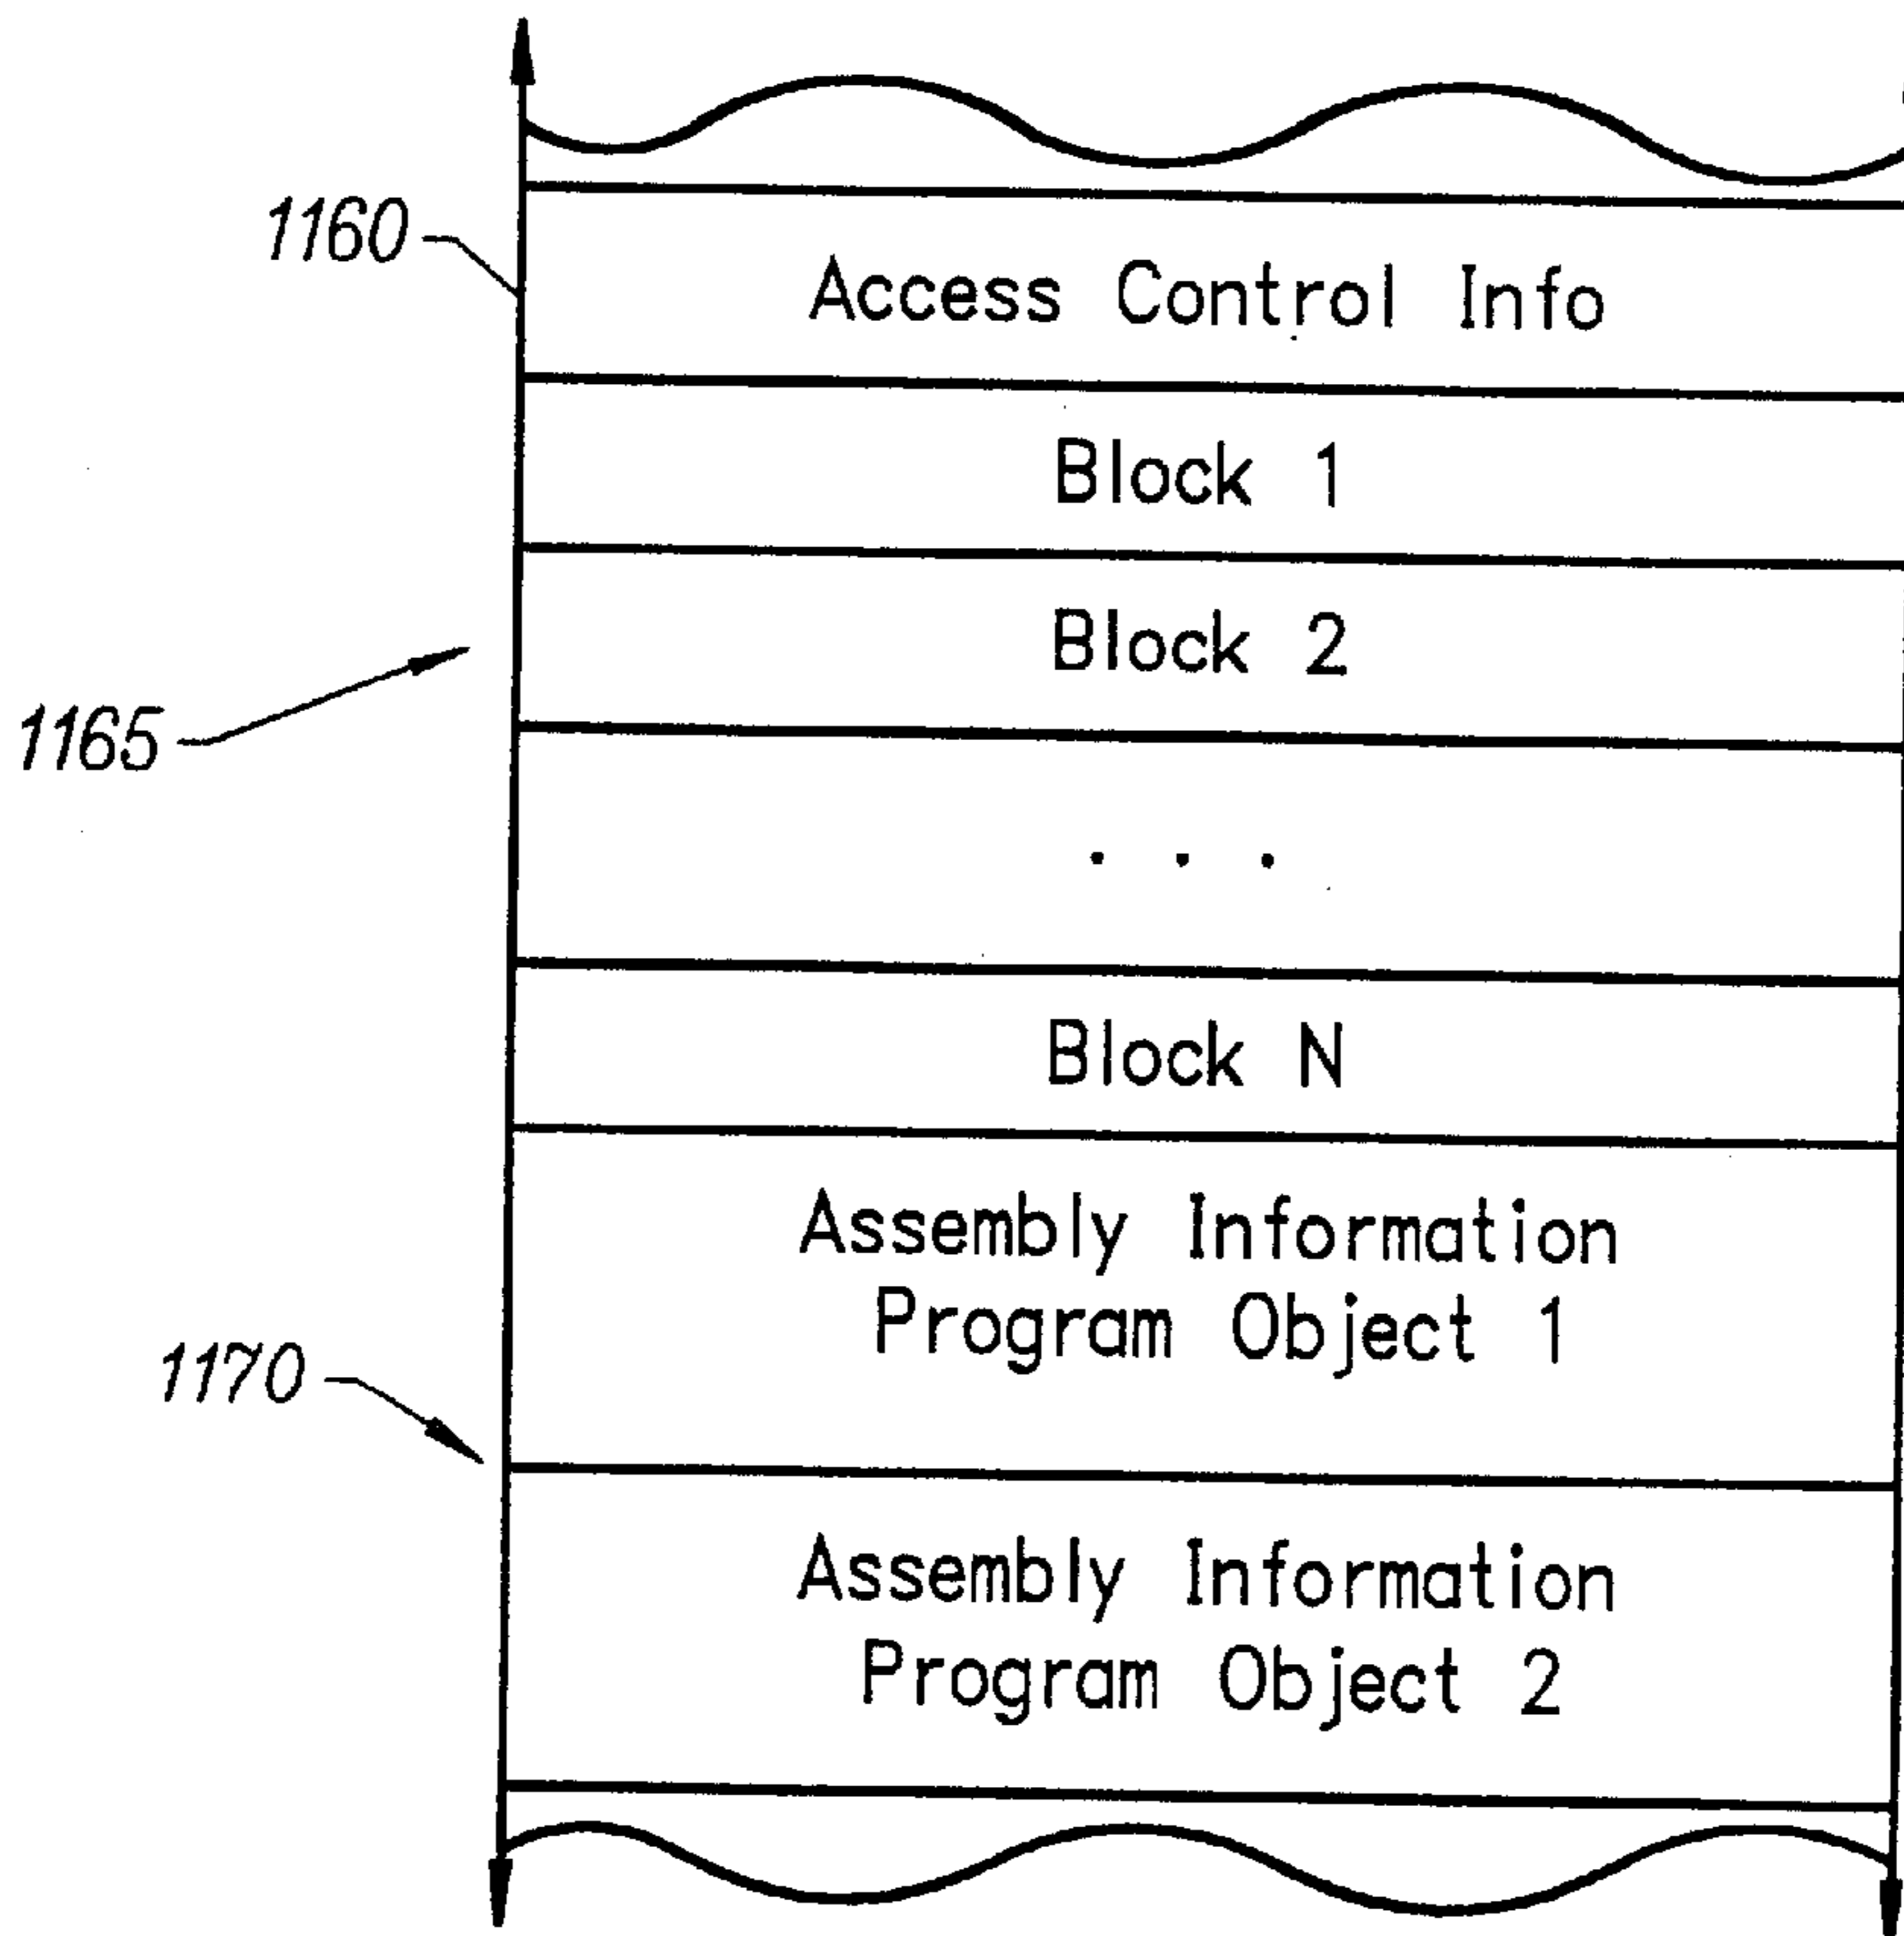 1160
Access Control Info
Block 1
Block 2
1165
. . .
Block N
Assembly Information
Program Object 1
1170
Assembly Information
Program Object 2